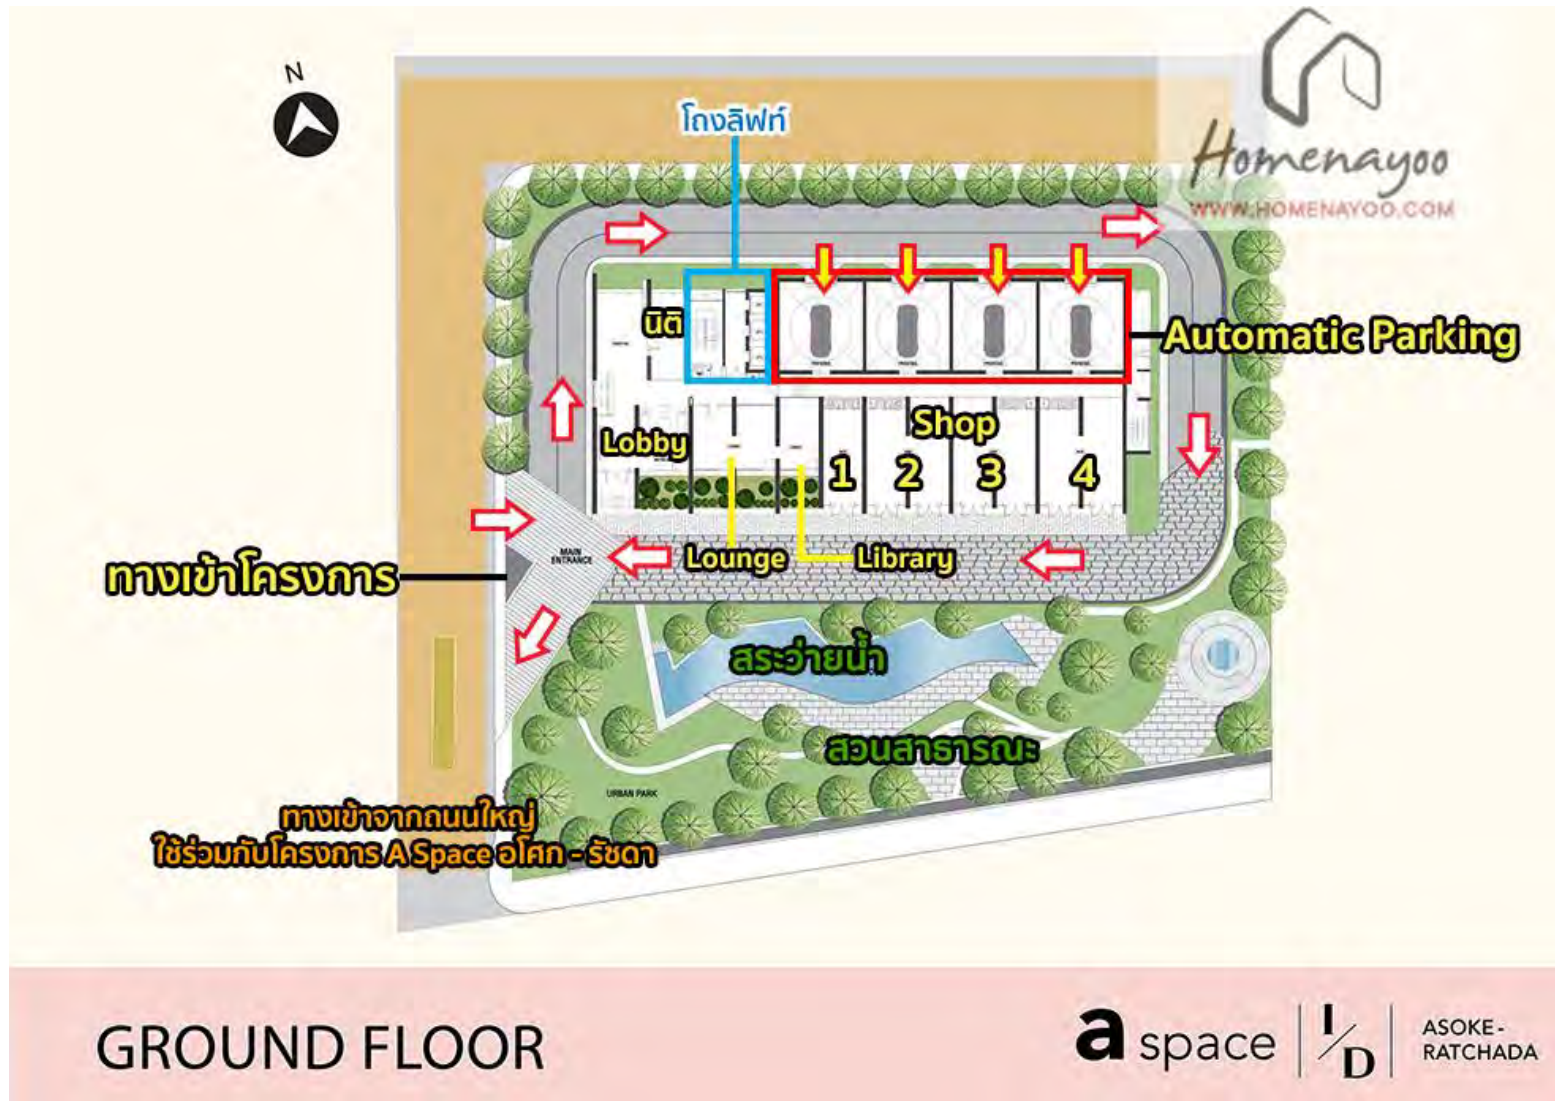 N
Homenayoo
WWW.HOMENAYOO.COM
โถงลิฟท์
นิติ
Automatic Parking
Shop
Lobby
1
2
3
4
MAIN
ENTRANCE
Lounge
Library
ทางเข้าโครงการ
สระว่ายน้ำ
สวนสาธารณะ
URBAN PARK
ทางเข้าจากถนนใหญ่
ใช้ร่วมกับโครงการ A Space อโศก - รัชดา
GROUND FLOOR
a space
I/D
ASOKE-
RATCHADA